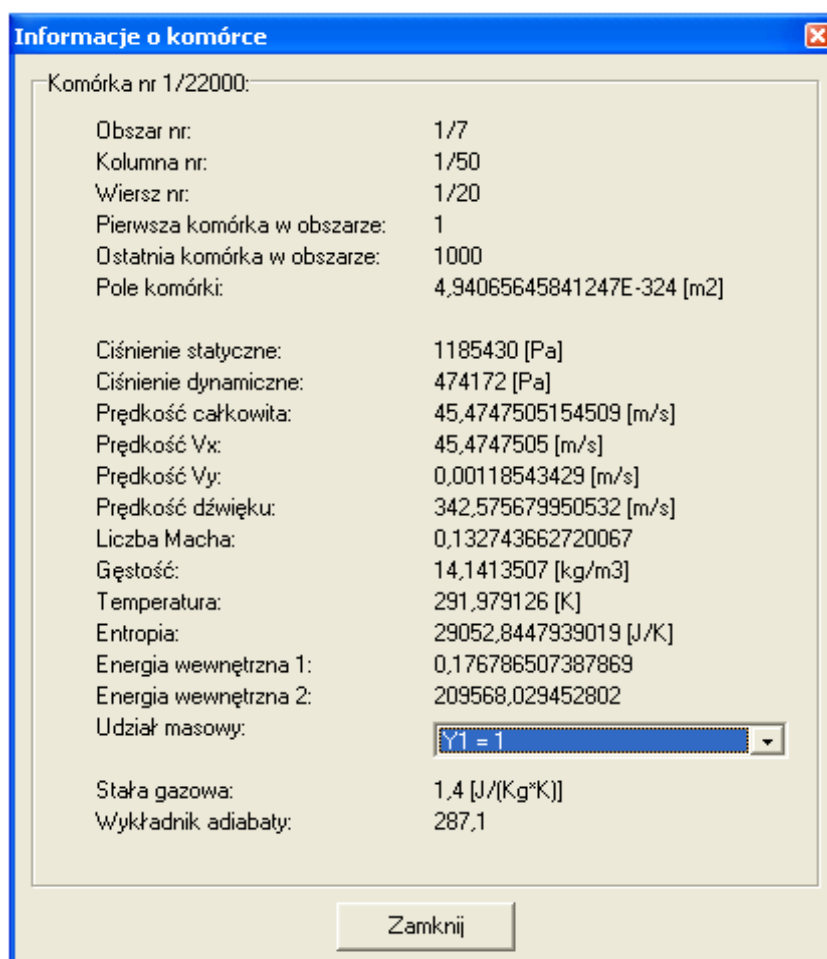 Informacje o komórce
Komórka nr 1/22000:
Obszar nr: 1/7
Kolumna nr: 1/50
Wiersz nr: 1/20
Pierwsza komórka w obszarze: 1
Ostatnia komórka w obszarze: 1000
Pole komórki: 4,94065645841247E-324 [m2]
Ciśnienie statyczne: 1185430 [Pa]
Ciśnienie dynamiczne: 474172 [Pa]
Prędkość całkowita: 45,4747505154509 [m/s]
Prędkość Vx: 45,4747505 [m/s]
Prędkość Vy: 0,00118543429 [m/s]
Prędkość dźwięku: 342,575679950532 [m/s]
Liczba Macha: 0,132743662720067
Gęstość: 14,1413507 [kg/m3]
Temperatura: 291,979126 [K]
Entropia: 29052,8447939019 [J/K]
Energia wewnętrzna 1: 0,176786507387869
Energia wewnętrzna 2: 209568,029452802
Udział masowy: Y1 = 1
Stała gazowa: 1,4 [J/(Kg*K)]
Wykładnik adiabaty: 287,1
Zamknij